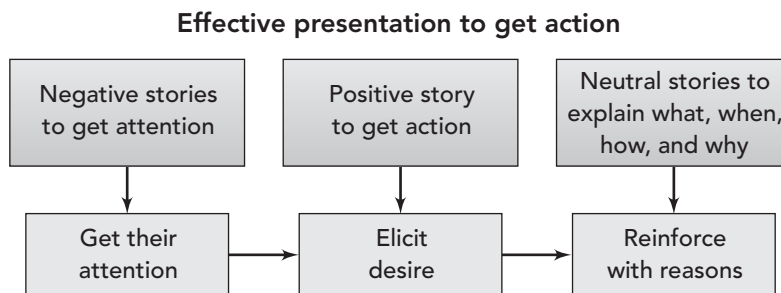 Effective presentation to get action
Negative stories
to get attention
Positive story
to get action
Neutral stories to
explain what, when,
how, and why
Get their
attention
Elicit
desire
Reinforce
with reasons